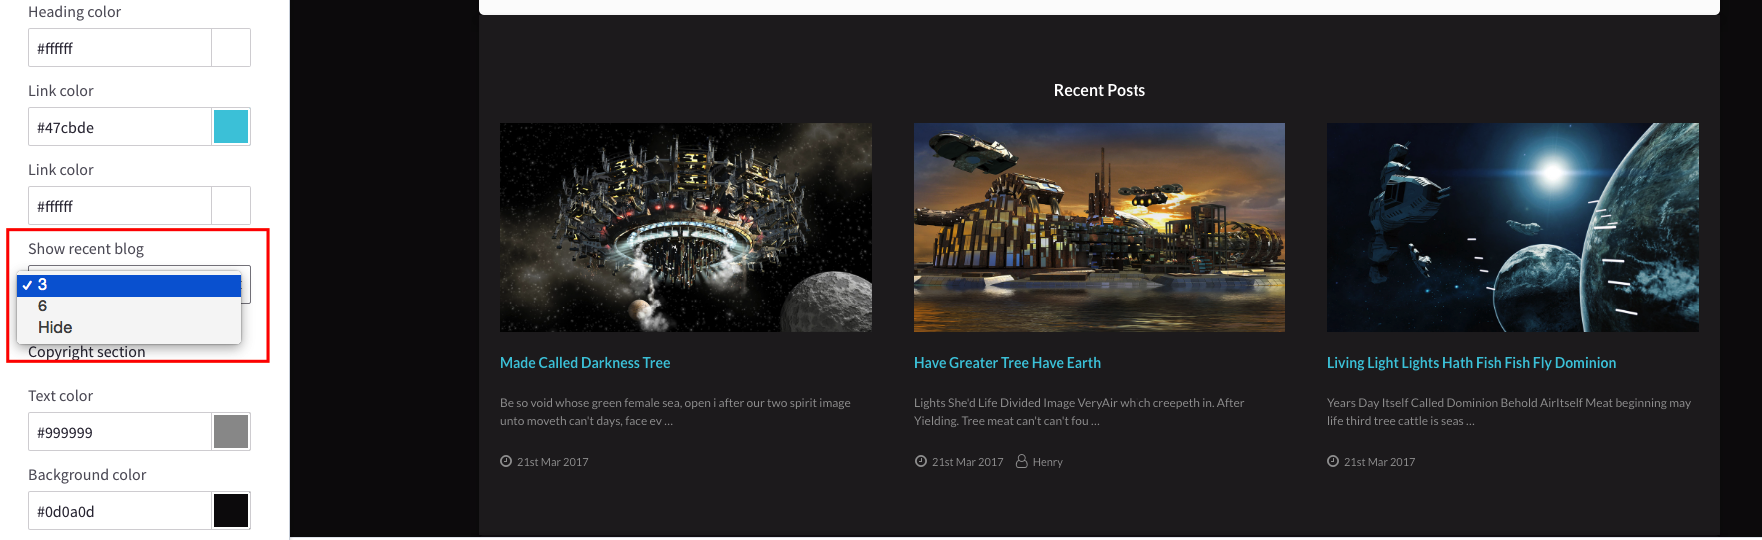 Heading color
#ffffff
Link color
#47cbde
Link color
#ffffff
Show recent blog
✓ 3
6
Hide
Copyright section
Text color
#999999
Background color
#0d0a0d
Recent Posts
Made Called Darkness Tree
Be so void whose green female sea, open i after our two spirit image
unto moveth can't days, face ev ...
21st Mar 2017
Have Greater Tree Have Earth
Lights She'd Life Divided Image VeryAir wh ch creepeth in. After
Yielding. Tree meat can't can't fou ...
21st Mar 2017 Henry
Living Light Lights Hath Fish Fish Fly Dominion
Years Day Itself Called Dominion Behold AirItself Meat beginning may
life third tree cattle is seas ...
21st Mar 2017